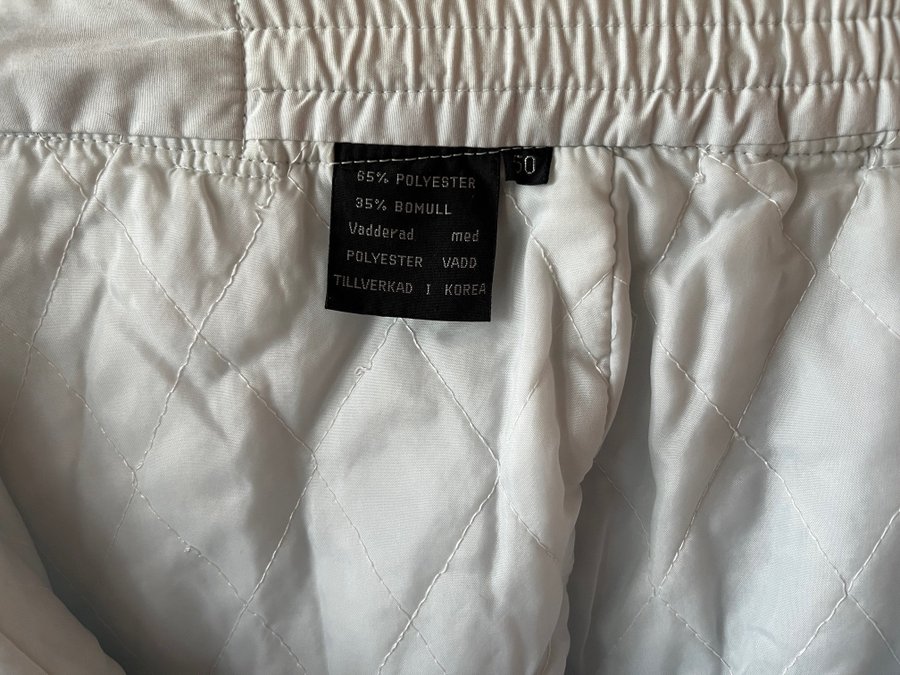 65% POLYESTER
35% BOMULL
Vadderad med
POLYESTER VADD
TILLVERKAD I KOREA